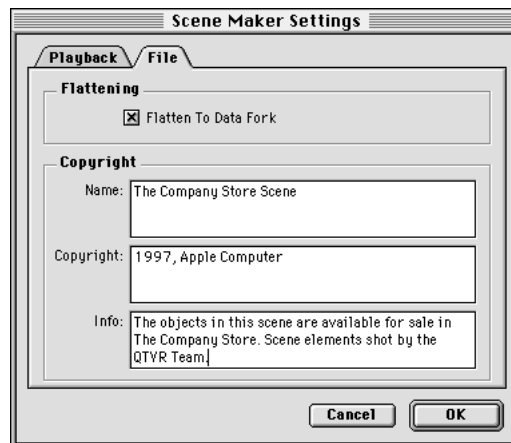 Scene Maker Settings
Playback File
Flattening
Flatten To Data Fork
Copyright
Name: The Company Store Scene
Copyright: 1997, Apple Computer
Info: The objects in this scene are available for sale in
The Company Store. Scene elements shot by the
QTVR Team.
Cancel OK